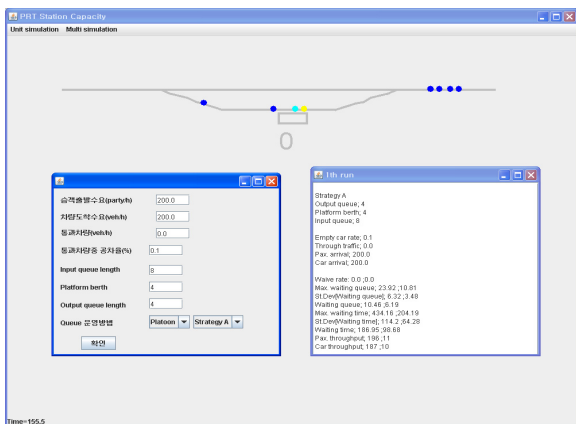 PRT Station Capacity
Unit simulation Multi simulation
0
승객출발수요(party/h) 200.0
차량도착수요(veh/h) 200.0
통과차량(veh/h) 0.0
통과차량중 공차율(%) 0.1
Input queue length 8
Platform berth 4
Output queue length 4
Queue 운영방법 Platoon Strategy A
확인
1th run
Strategy A
Output queue; 4
Platform berth; 4
Input queue; 8
Empty car rate; 0.1
Through traffic; 0.0
Pax. arrival; 200.0
Car arrival; 200.0
Waive rate: 0.0 ;0.0
Max. waiting queue; 23.92 ;10.81
St.Dev[Waiting queue]; 6.32 ;3.48
Waiting queue; 10.46 ;6.19
Max. waiting time; 434.16 ;204.19
St.Dev[Waiting time]; 114.2 ;64.28
Waiting time; 186.95 ;98.68
Pax. throughput; 196 ;11
Car throughput; 187 ;10
Time=155.5